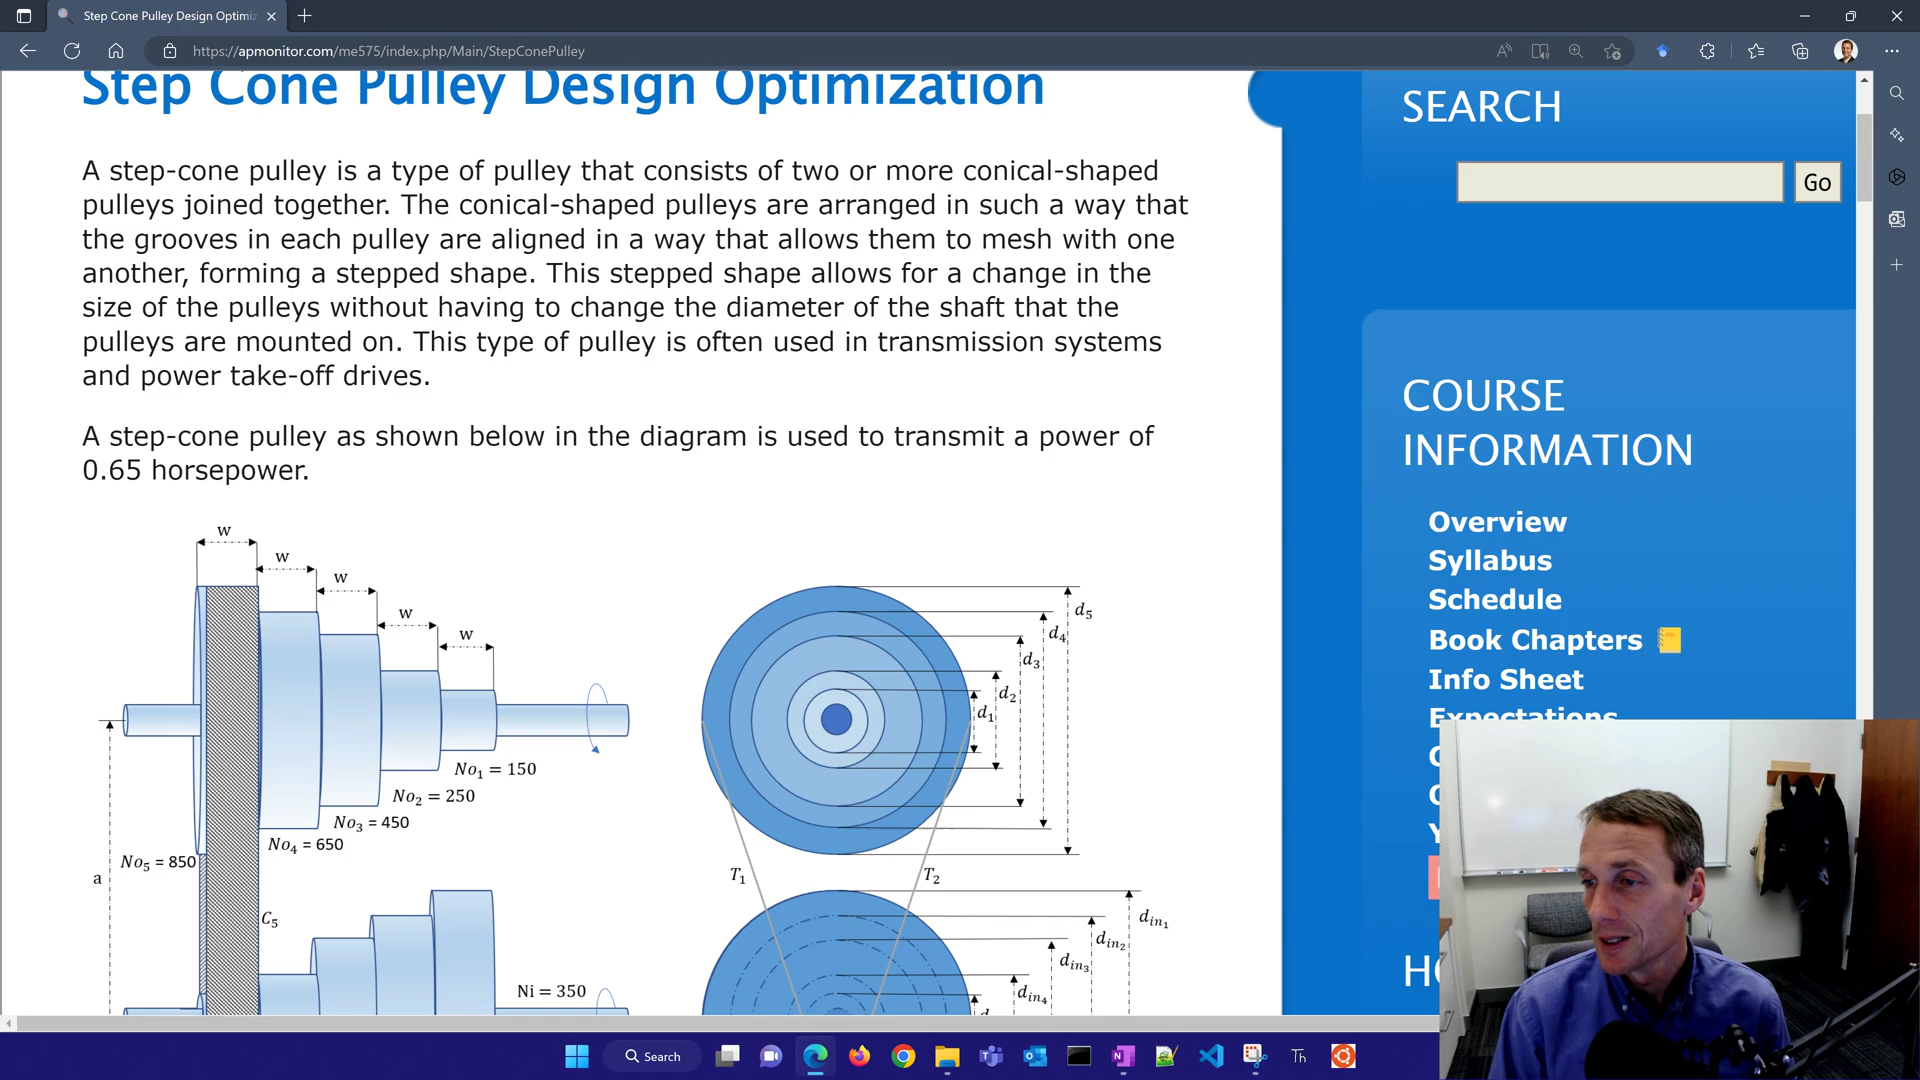 Step Cone Pulley Design Optimiz
https://apmonitor.com/me575/index.php/Main/StepConePulley
Step Cone Pulley Design Optimization
A step-cone pulley is a type of pulley that consists of two or more conical-shaped
pulleys joined together. The conical-shaped pulleys are arranged in such a way that
the grooves in each pulley are aligned in a way that allows them to mesh with one
another, forming a stepped shape. This stepped shape allows for a change in the
size of the pulleys without having to change the diameter of the shaft that the
pulleys are mounted on. This type of pulley is often used in transmission systems
and power take-off drives.
A step-cone pulley as shown below in the diagram is used to transmit a power of
0.65 horsepower.
w
w
w
w
w
No₁ = 150
No₂ = 250
No₃ = 450
No₄ = 650
No₅ = 850
a
C₅
Ni = 350
d₅
d₄
d₃
d₂
d₁
T₁
T₂
d_in₁
d_in₂
d_in₃
d_in₄
SEARCH
Go
COURSE
INFORMATION
Overview
Syllabus
Schedule
Book Chapters
Info Sheet
Expectations
Search
Th